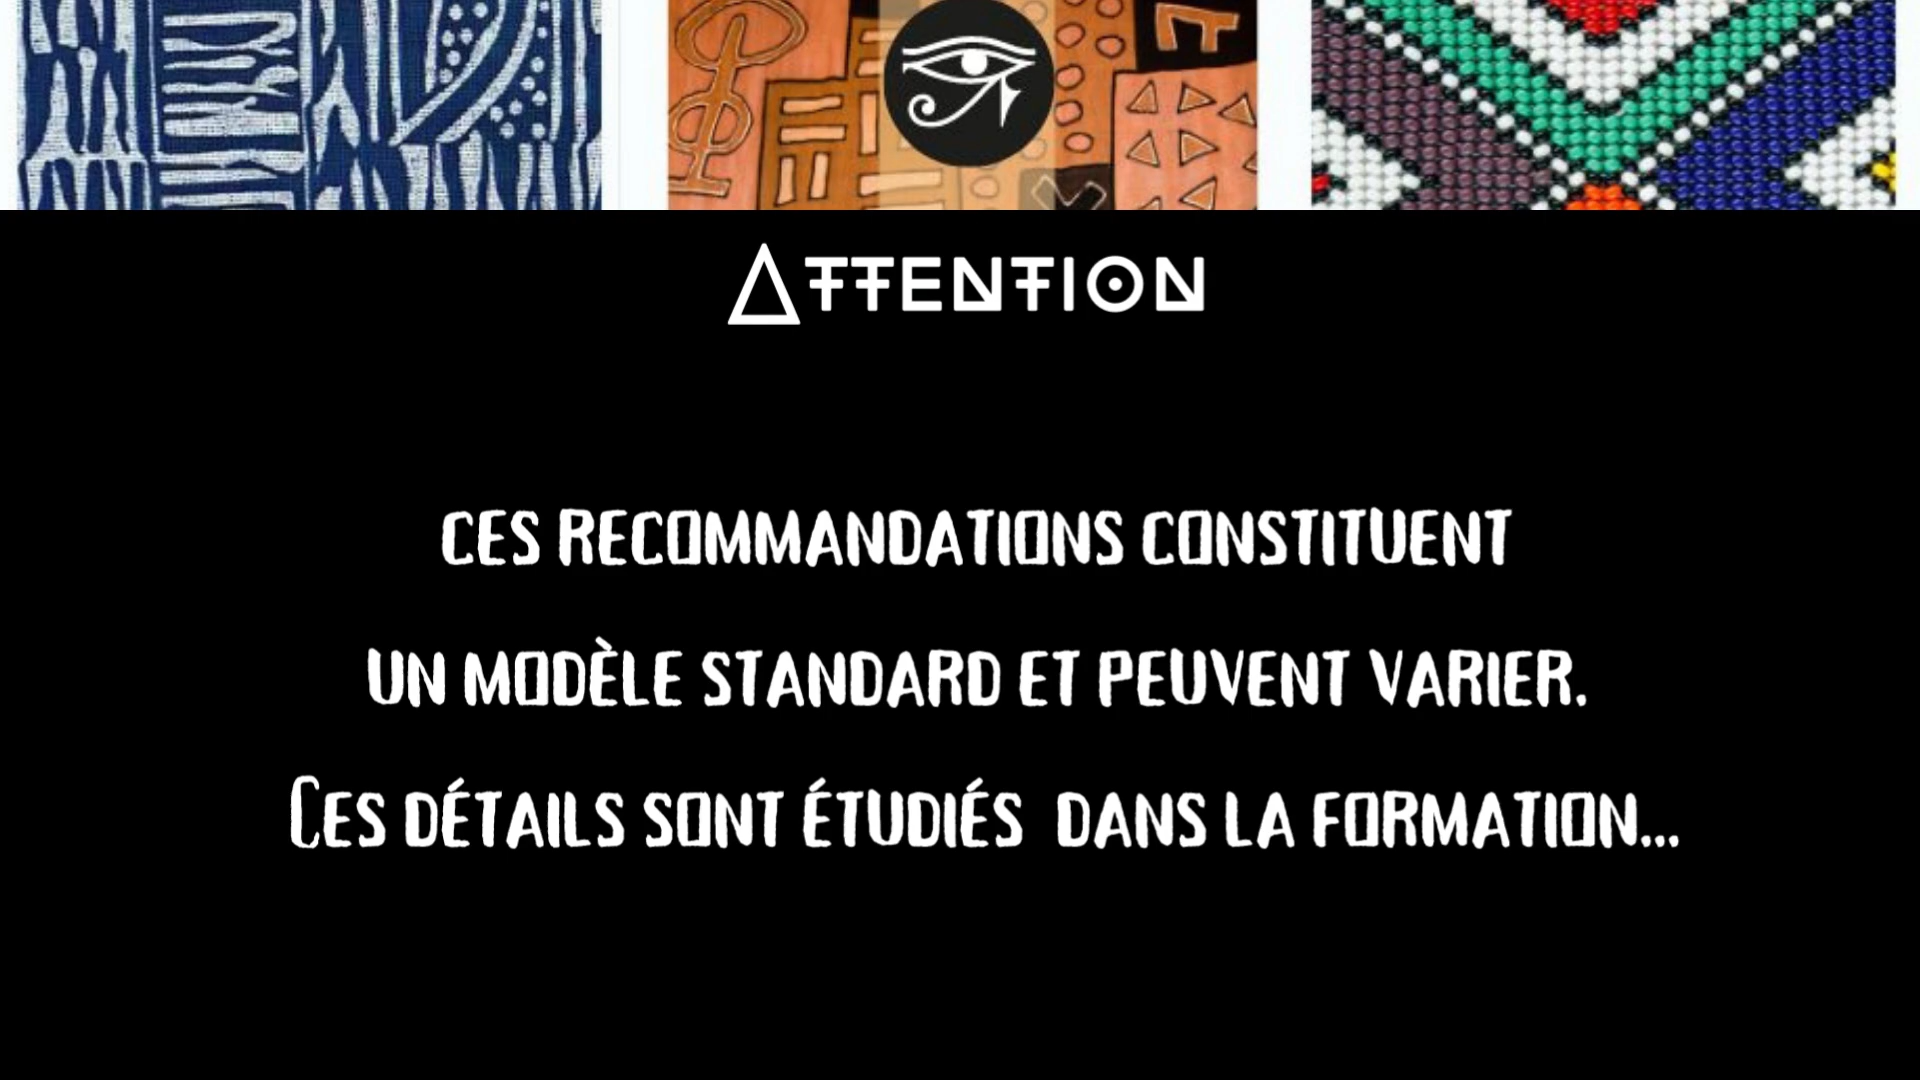 ATTENTION
CES RECOMMANDATIONS CONSTITUENT
UN MODÈLE STANDARD ET PEUVENT VARIER.
CES DÉTAILS SONT ÉTUDIÉS DANS LA FORMATION...